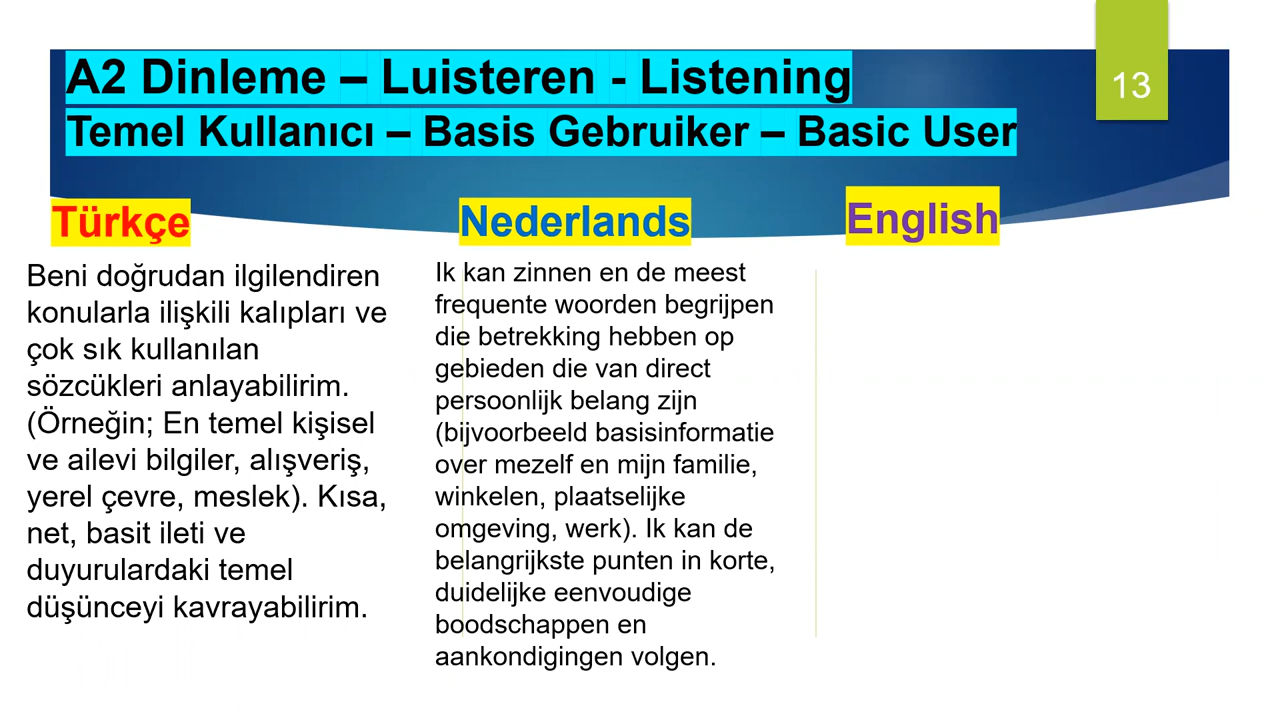 A2 Dinleme – Luisteren - Listening
Temel Kullanıcı – Basis Gebruiker – Basic User
13
Türkçe
Beni doğrudan ilgilendiren
konularla ilişkili kalıpları ve
çok sık kullanılan
sözcükleri anlayabilirim.
(Örneğin; En temel kişisel
ve ailevi bilgiler, alışveriş,
yerel çevre, meslek). Kısa,
net, basit ileti ve
duyurulardaki temel
düşünceyi kavrayabilirim.
Nederlands
Ik kan zinnen en de meest
frequente woorden begrijpen
die betrekking hebben op
gebieden die van direct
persoonlijk belang zijn
(bijvoorbeeld basisinformatie
over mezelf en mijn familie,
winkelen, plaatselijke
omgeving, werk). Ik kan de
belangrijkste punten in korte,
duidelijke eenvoudige
boodschappen en
aankondigingen volgen.
English